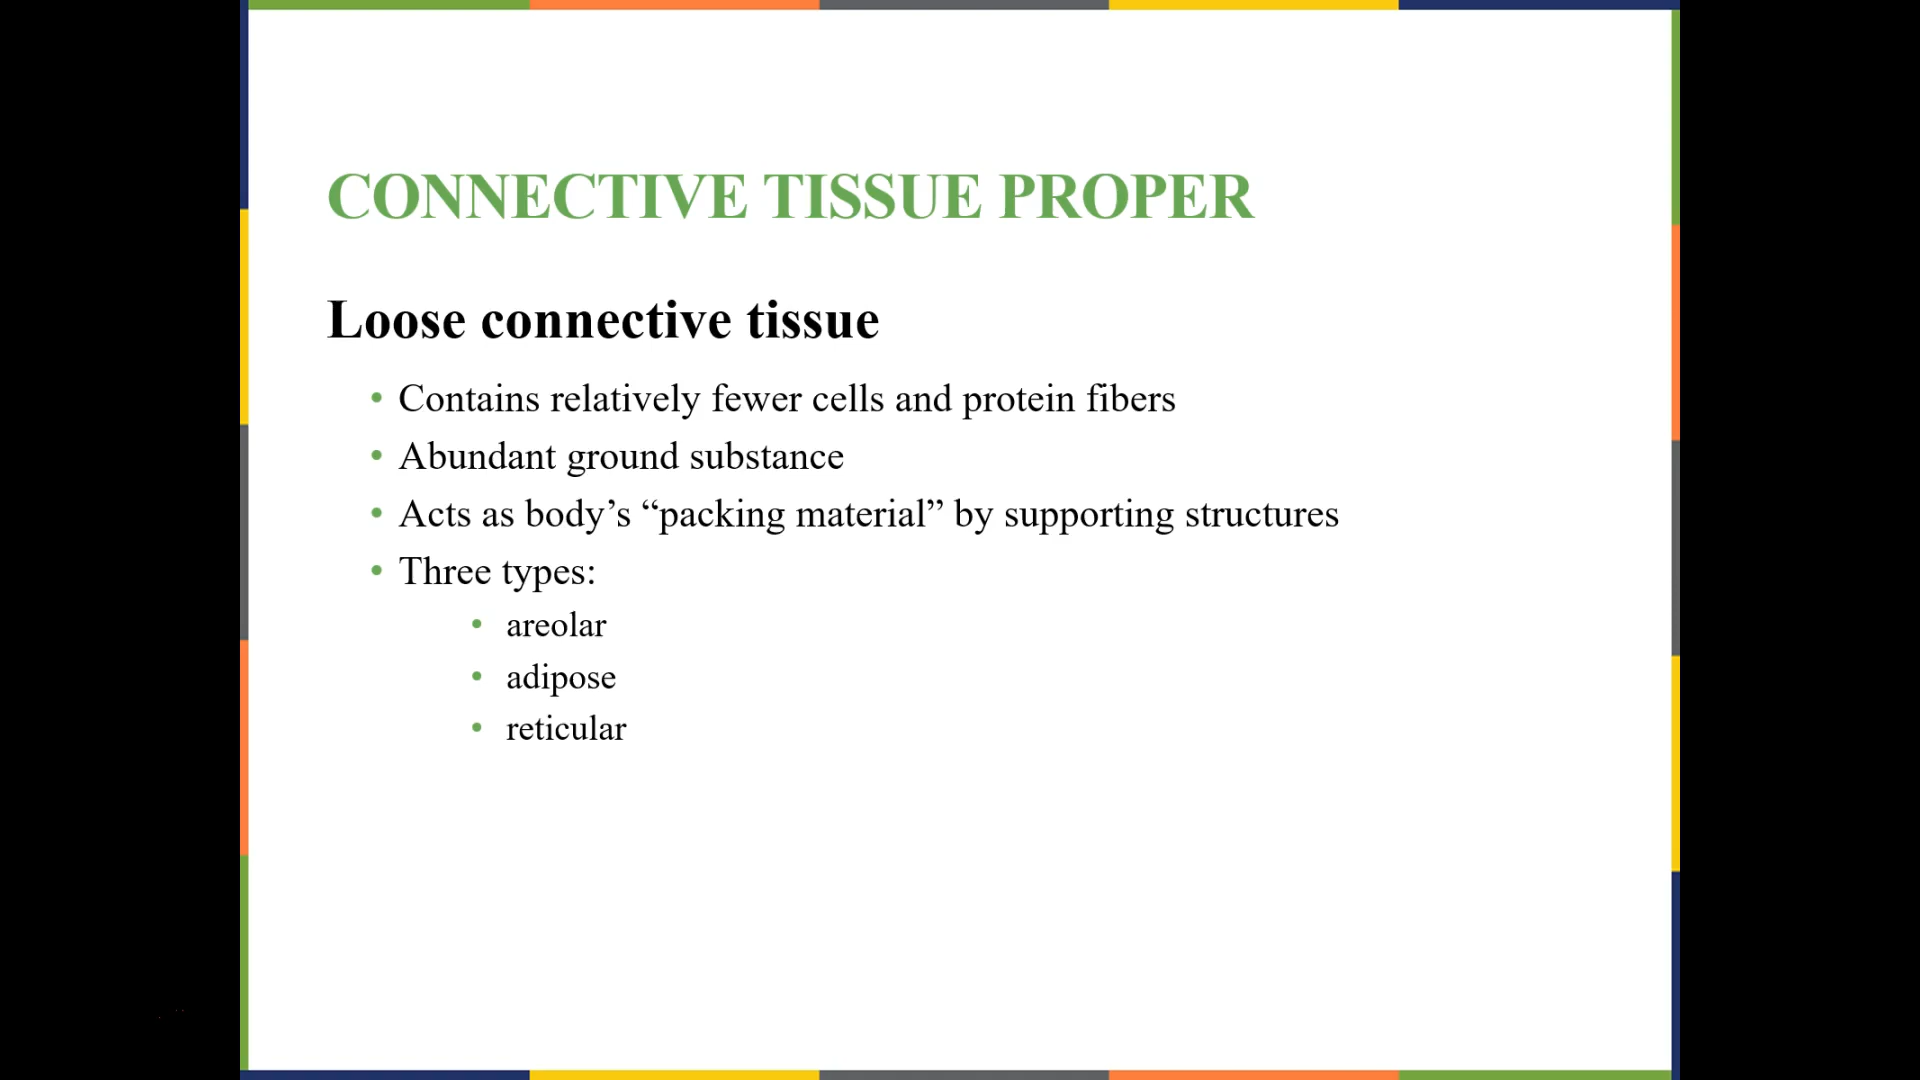 CONNECTIVE TISSUE PROPER
Loose connective tissue
• Contains relatively fewer cells and protein fibers
• Abundant ground substance
• Acts as body’s “packing material” by supporting structures
• Three types:
• areolar
• adipose
• reticular